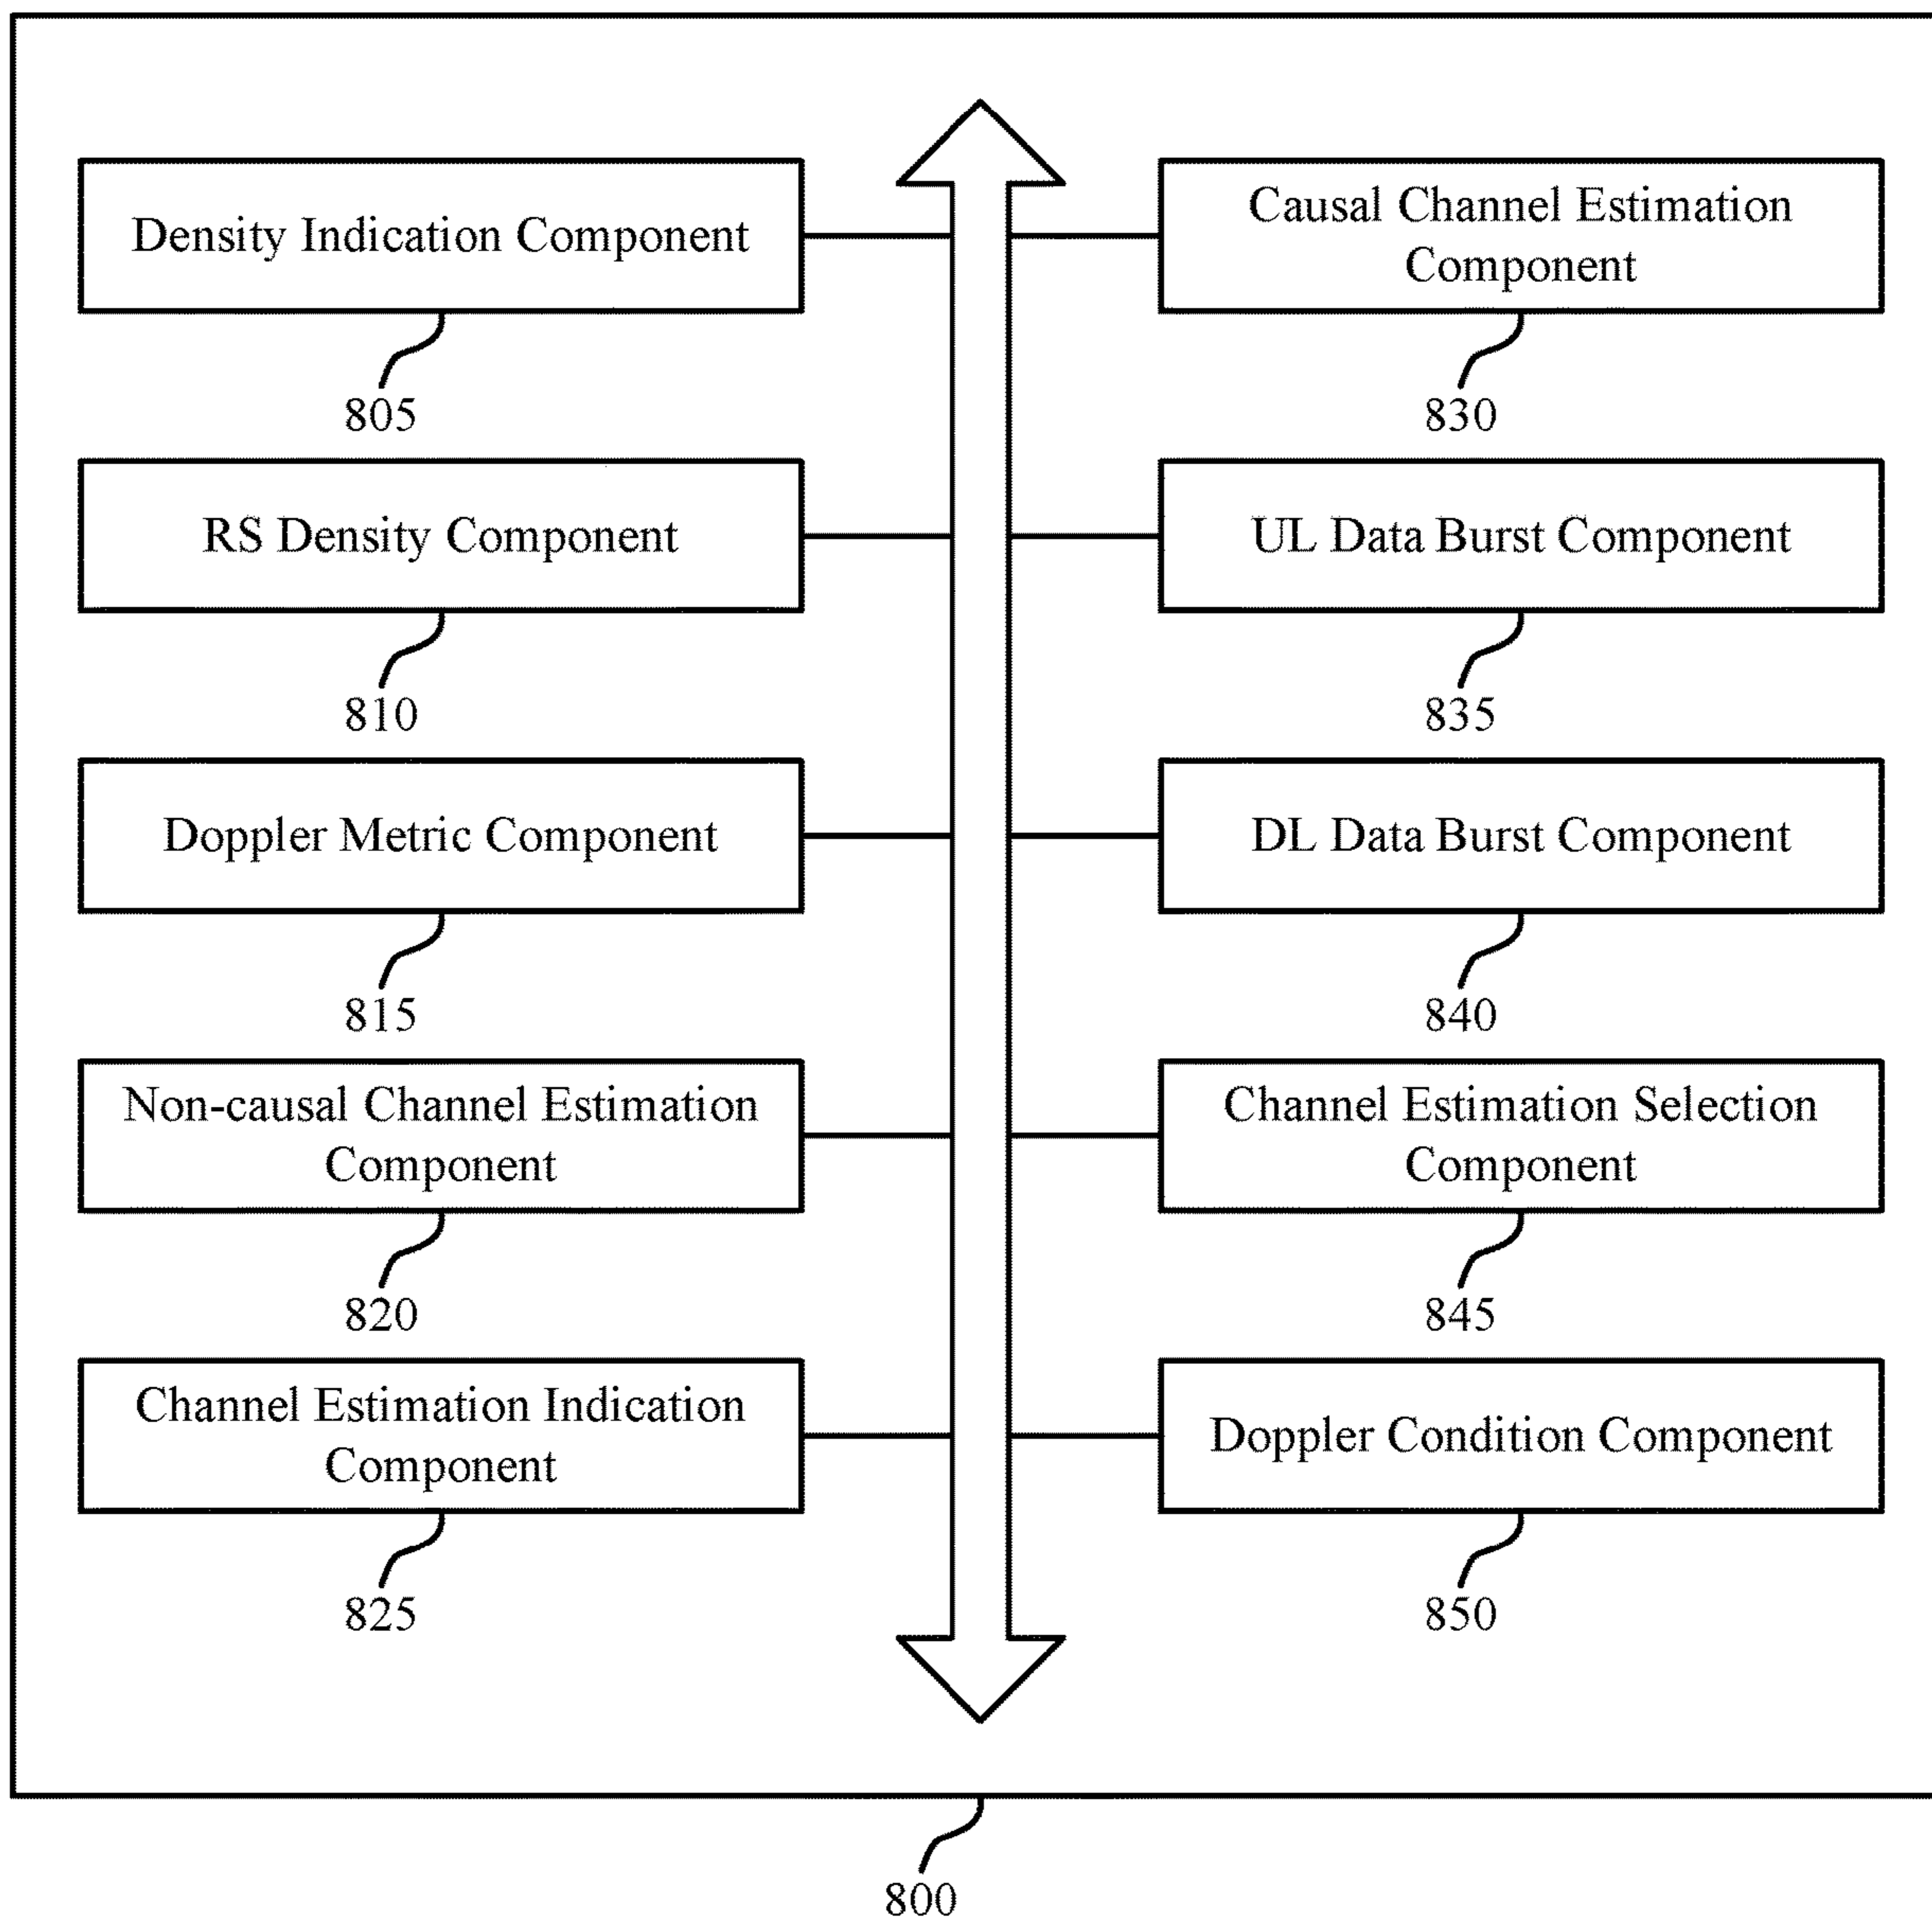 Density Indication Component
805
RS Density Component
810
Doppler Metric Component
815
Non-causal Channel Estimation
Component
820
Channel Estimation Indication
Component
825
Causal Channel Estimation
Component
830
UL Data Burst Component
835
DL Data Burst Component
840
Channel Estimation Selection
Component
845
Doppler Condition Component
850
800